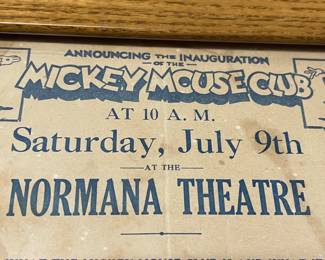 ANNOUNCING THE INAUGURATION
OF THE
MICKEY MOUSE CLUB
AT 10 A. M.
Saturday, July 9th
AT THE
NORMANA THEATRE